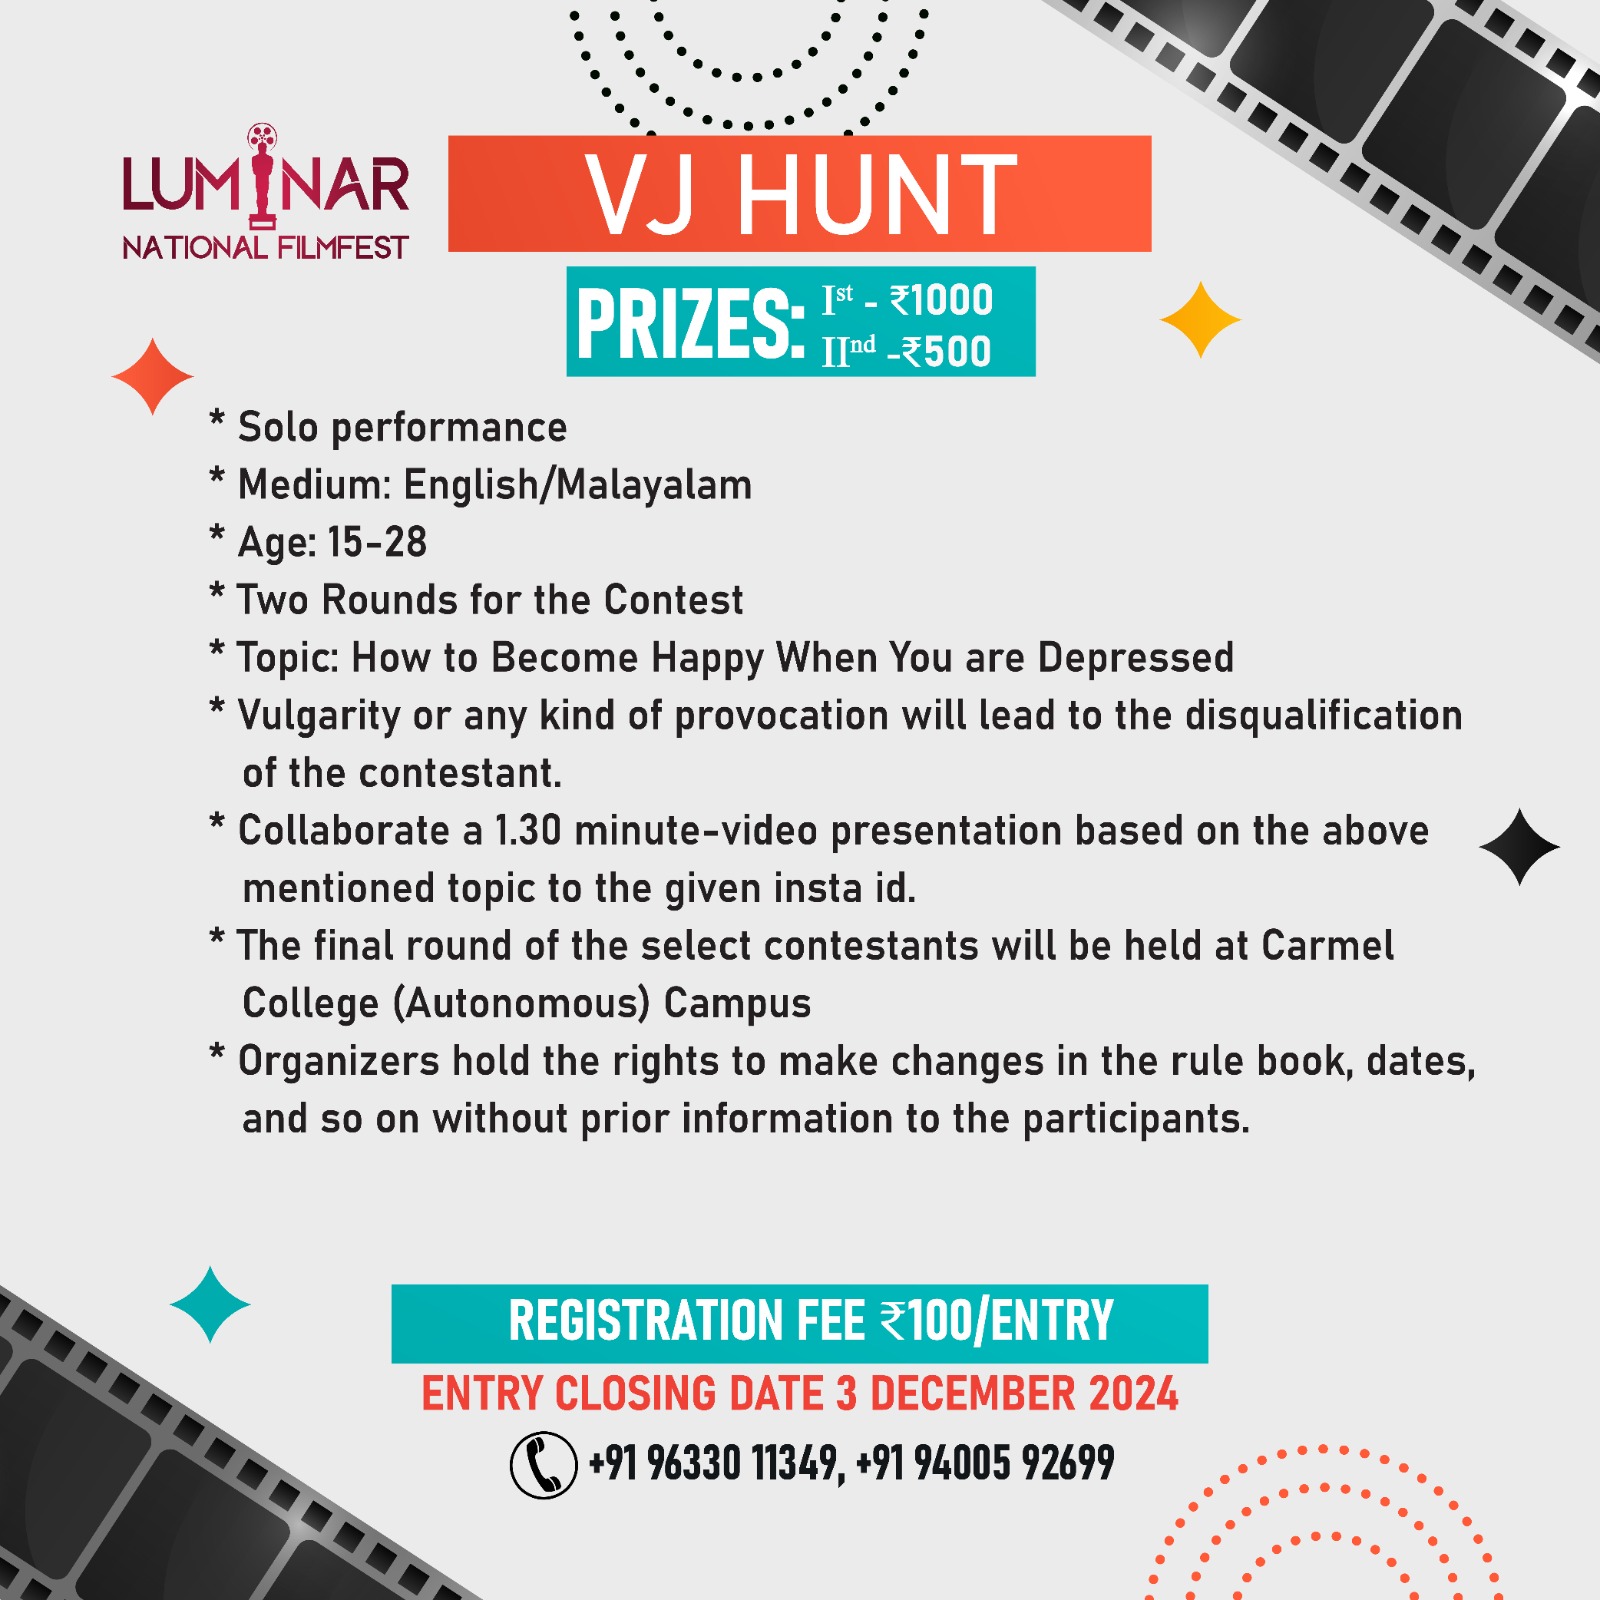 LUMINAR
NATIONAL FILMFEST
VJ HUNT
PRIZES:
Ist - ₹1000
IInd -₹500
* Solo performance
* Medium: English/Malayalam
* Age: 15-28
* Two Rounds for the Contest
* Topic: How to Become Happy When You are Depressed
* Vulgarity or any kind of provocation will lead to the disqualification
of the contestant.
* Collaborate a 1.30 minute-video presentation based on the above
mentioned topic to the given insta id.
* The final round of the select contestants will be held at Carmel
College (Autonomous) Campus
* Organizers hold the rights to make changes in the rule book, dates,
and so on without prior information to the participants.
REGISTRATION FEE ₹100/ENTRY
ENTRY CLOSING DATE 3 DECEMBER 2024
+91 96330 11349, +91 94005 92699